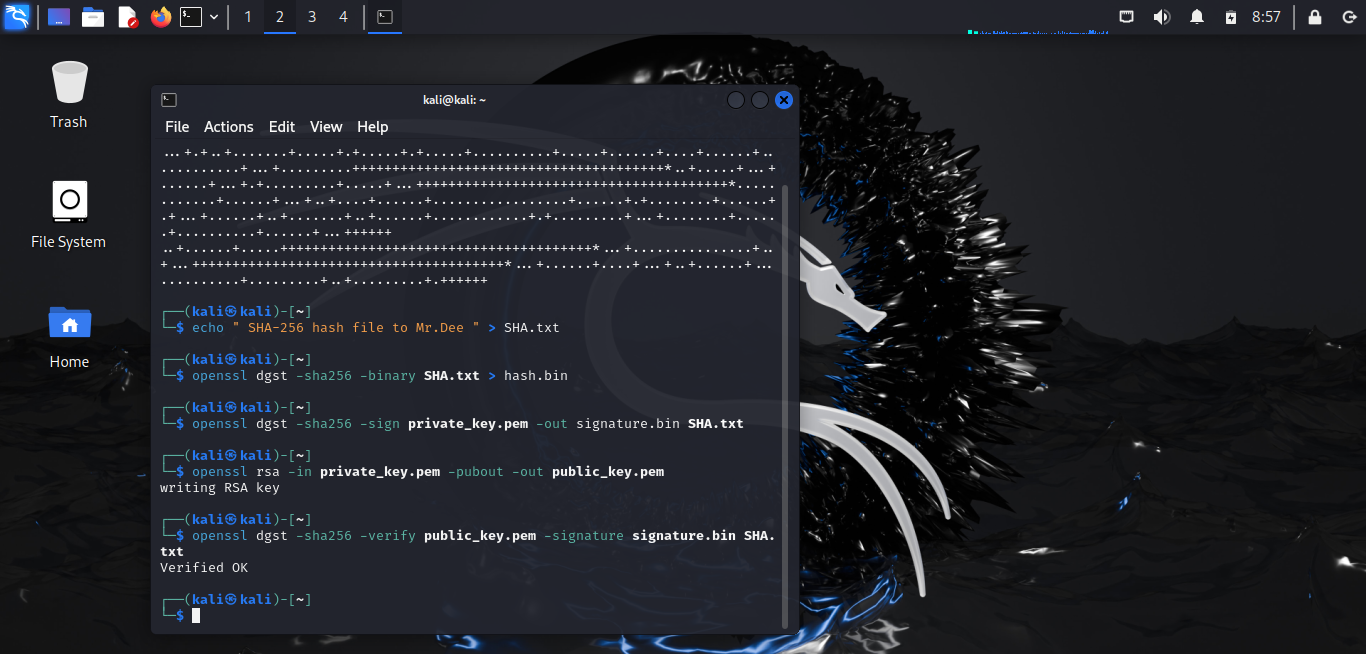 1 2 3 4 8:57
Trash
File System
Home
kali@kali: ~
File Actions Edit View Help
┌──(kali㉿kali)-[~]
└─$ echo " SHA-256 hash file to Mr.Dee " > SHA.txt
┌──(kali㉿kali)-[~]
└─$ openssl dgst -sha256 -binary SHA.txt > hash.bin
┌──(kali㉿kali)-[~]
└─$ openssl dgst -sha256 -sign private_key.pem -out signature.bin SHA.txt
┌──(kali㉿kali)-[~]
└─$ openssl rsa -in private_key.pem -pubout -out public_key.pem
writing RSA key
┌──(kali㉿kali)-[~]
└─$ openssl dgst -sha256 -verify public_key.pem -signature signature.bin SHA.
txt
Verified OK
┌──(kali㉿kali)-[~]
└─$